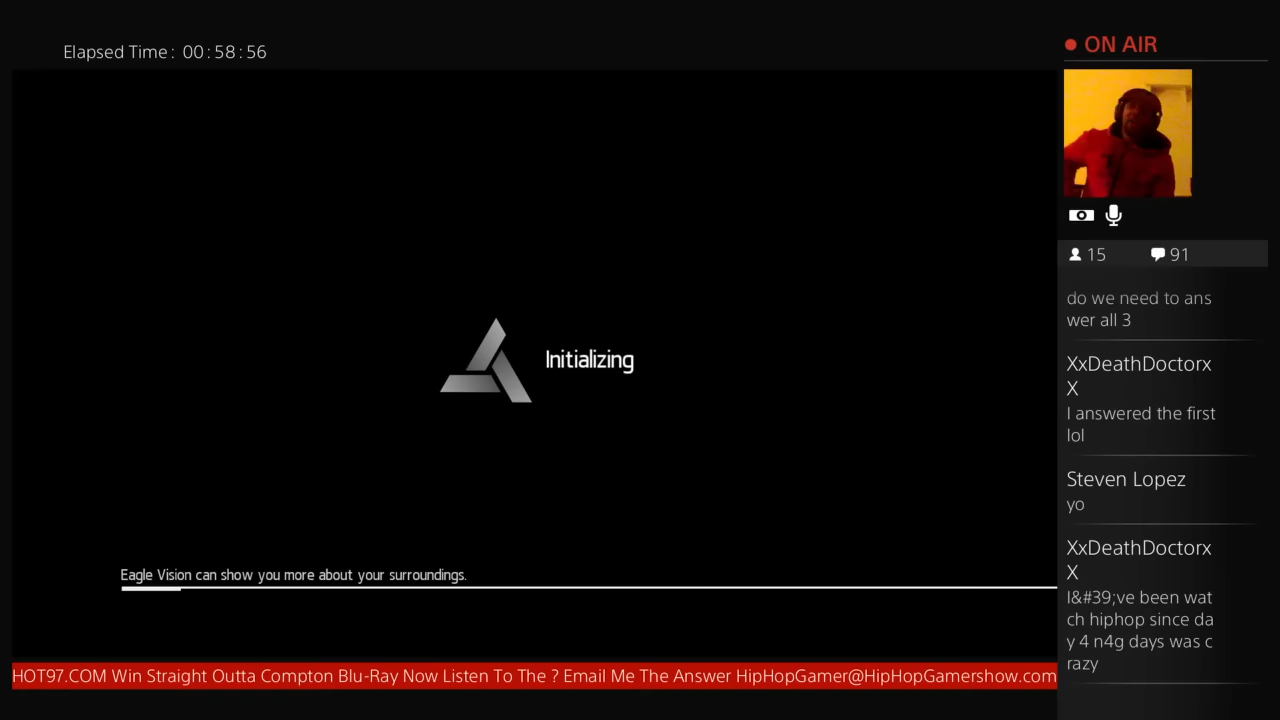 Elapsed Time: 00:58:56
ON AIR
15 91
do we need to ans
wer all 3
XxDeathDoctorx
X
I answered the first
lol
Steven Lopez
yo
XxDeathDoctorx
X
I&#39;ve been wat
ch hiphop since da
y 4 n4g days was c
razy
Initializing
Eagle Vision can show you more about your surroundings.
HOT97.COM Win Straight Outta Compton Blu-Ray Now Listen To The ? Email Me The Answer HipHopGamer@HipHopGamershow.com